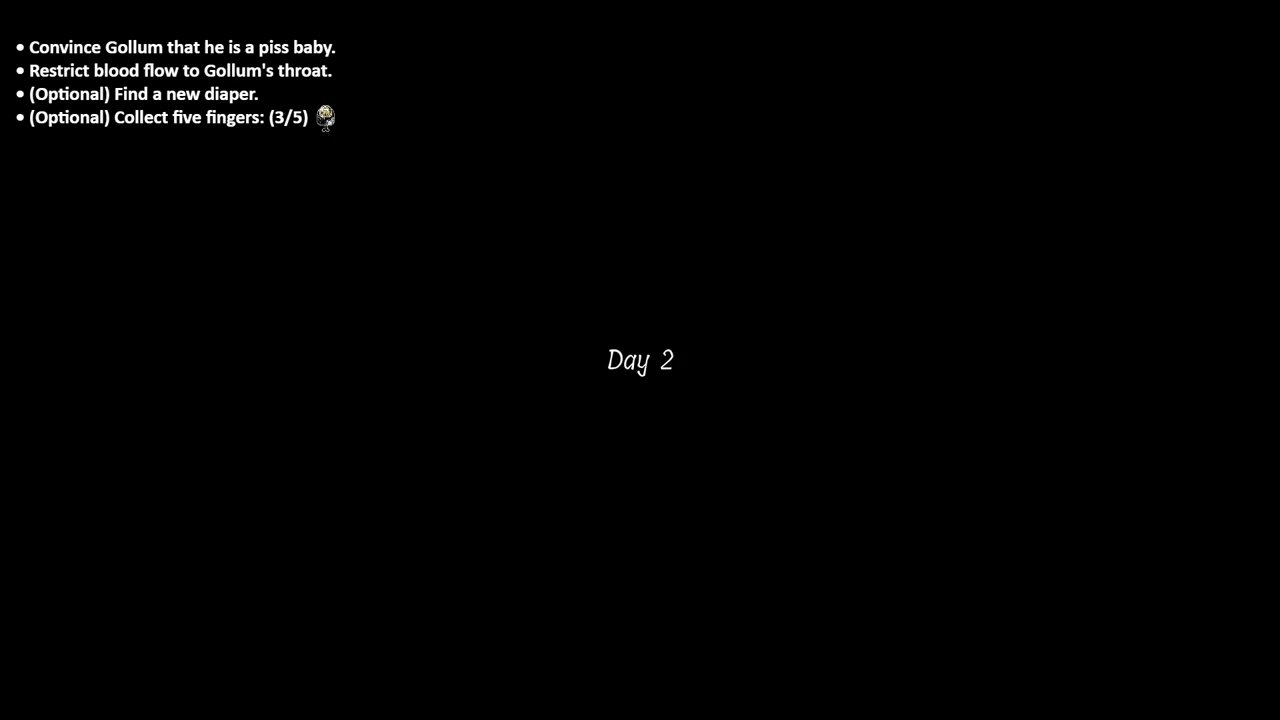 • Convince Gollum that he is a piss baby.
• Restrict blood flow to Gollum's throat.
• (Optional) Find a new diaper.
• (Optional) Collect five fingers: (3/5)
Day 2